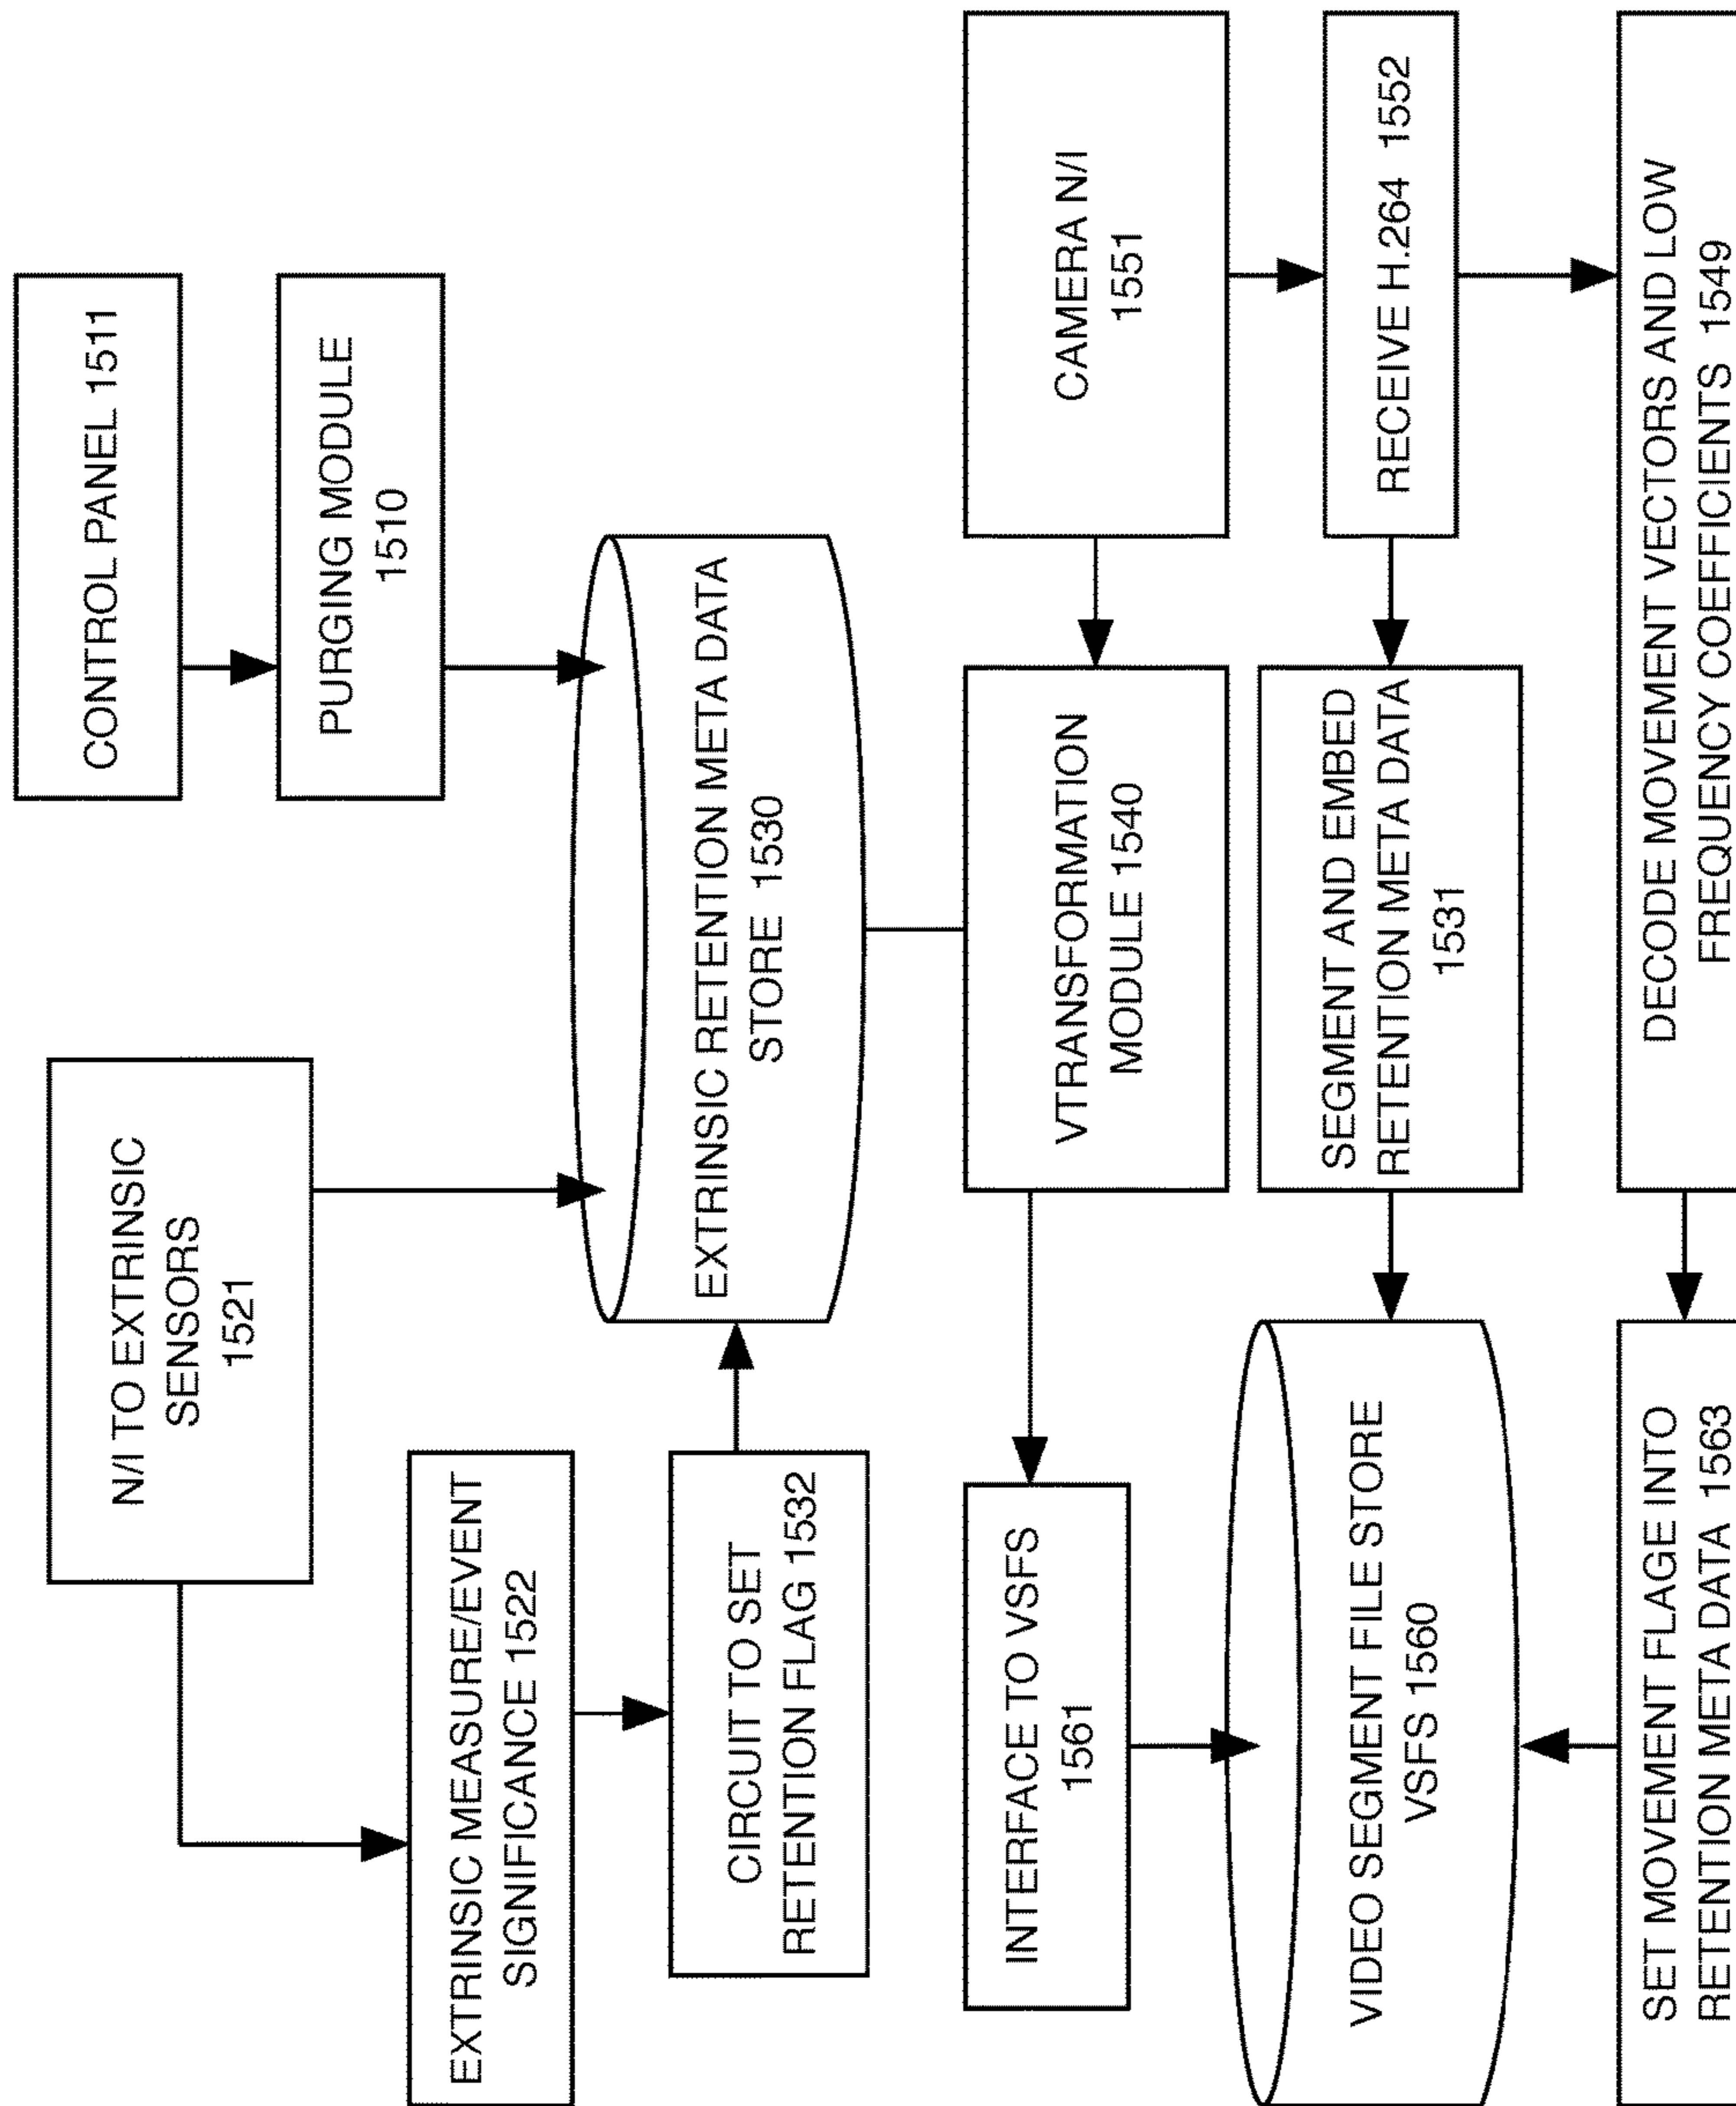 N/I TO EXTRINSIC
SENSORS
1521
CONTROL PANEL 1511
PURGING MODULE
1510
EXTRINSIC MEASURE/EVENT
SIGNIFICANCE 1522
CIRCUIT TO SET
RETENTION FLAG 1532
EXTRINSIC RETENTION META DATA
STORE 1530
INTERFACE TO VSFS
1561
VTRANSFORMATION
MODULE 1540
CAMERA N/I
1551
VIDEO SEGMENT FILE STORE
VSFS 1560
SEGMENT AND EMBED
RETENTION META DATA
1531
RECEIVE H.264 1552
SET MOVEMENT FLAGE INTO
RETENTION META DATA 1563
DECODE MOVEMENT VECTORS AND LOW
FREQUENCY COEFFICIENTS 1549